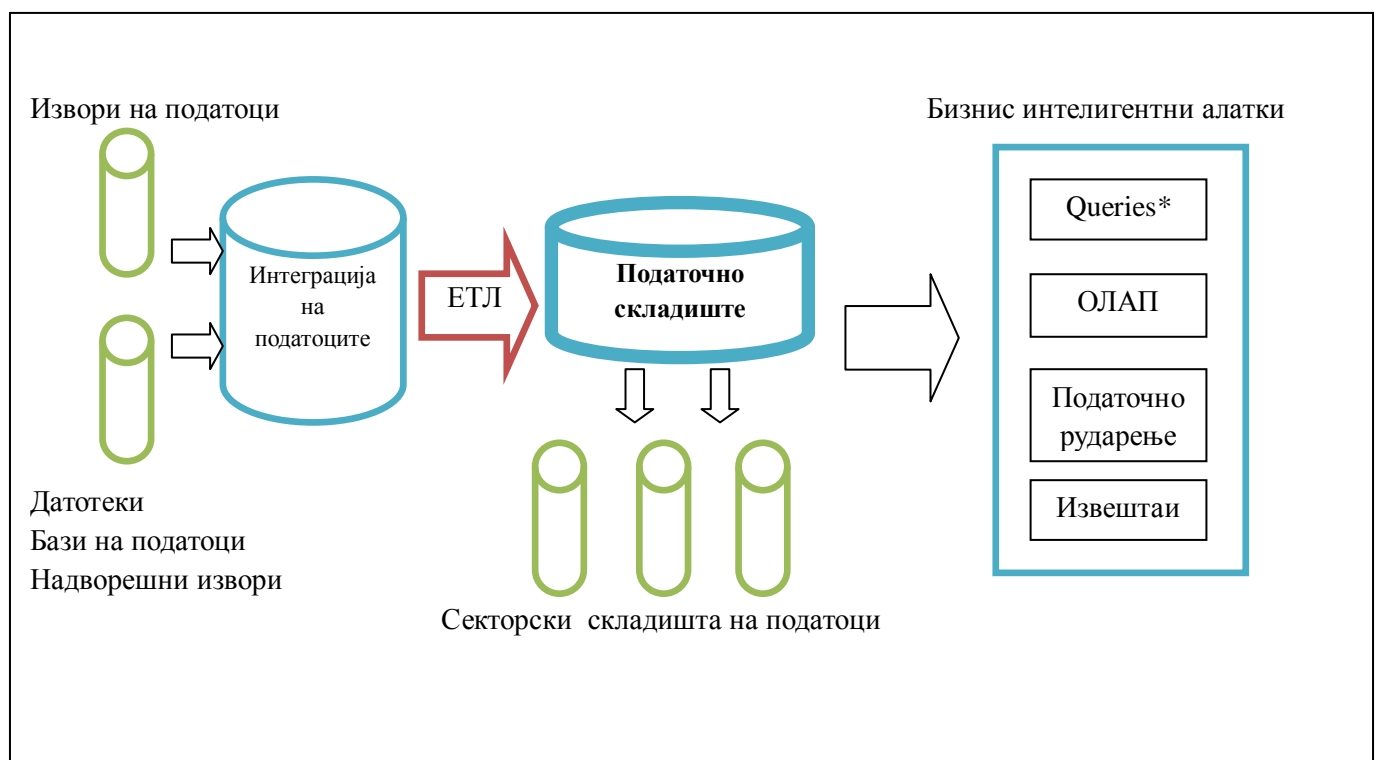 Извори на податоци
Бизнис интелигентни алатки
Интеграција
на
податоците
ЕТЛ
Податочно
складиште
Queries*
ОЛАП
Податочно
рударење
Извештаи
Датотеки
Бази на податоци
Надворешни извори
Секторски складишта на податоци